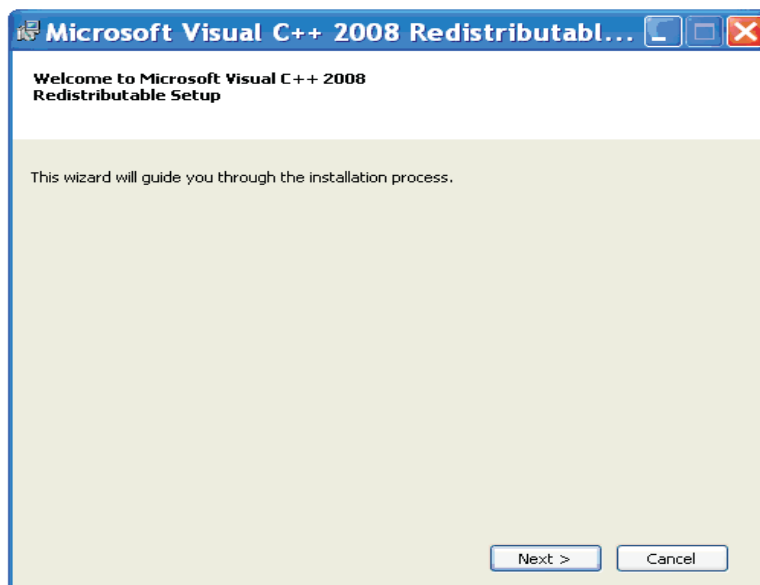 Microsoft Visual C++ 2008 Redistributabl...
Welcome to Microsoft Visual C++ 2008
Redistributable Setup
This wizard will guide you through the installation process.
Next >
Cancel